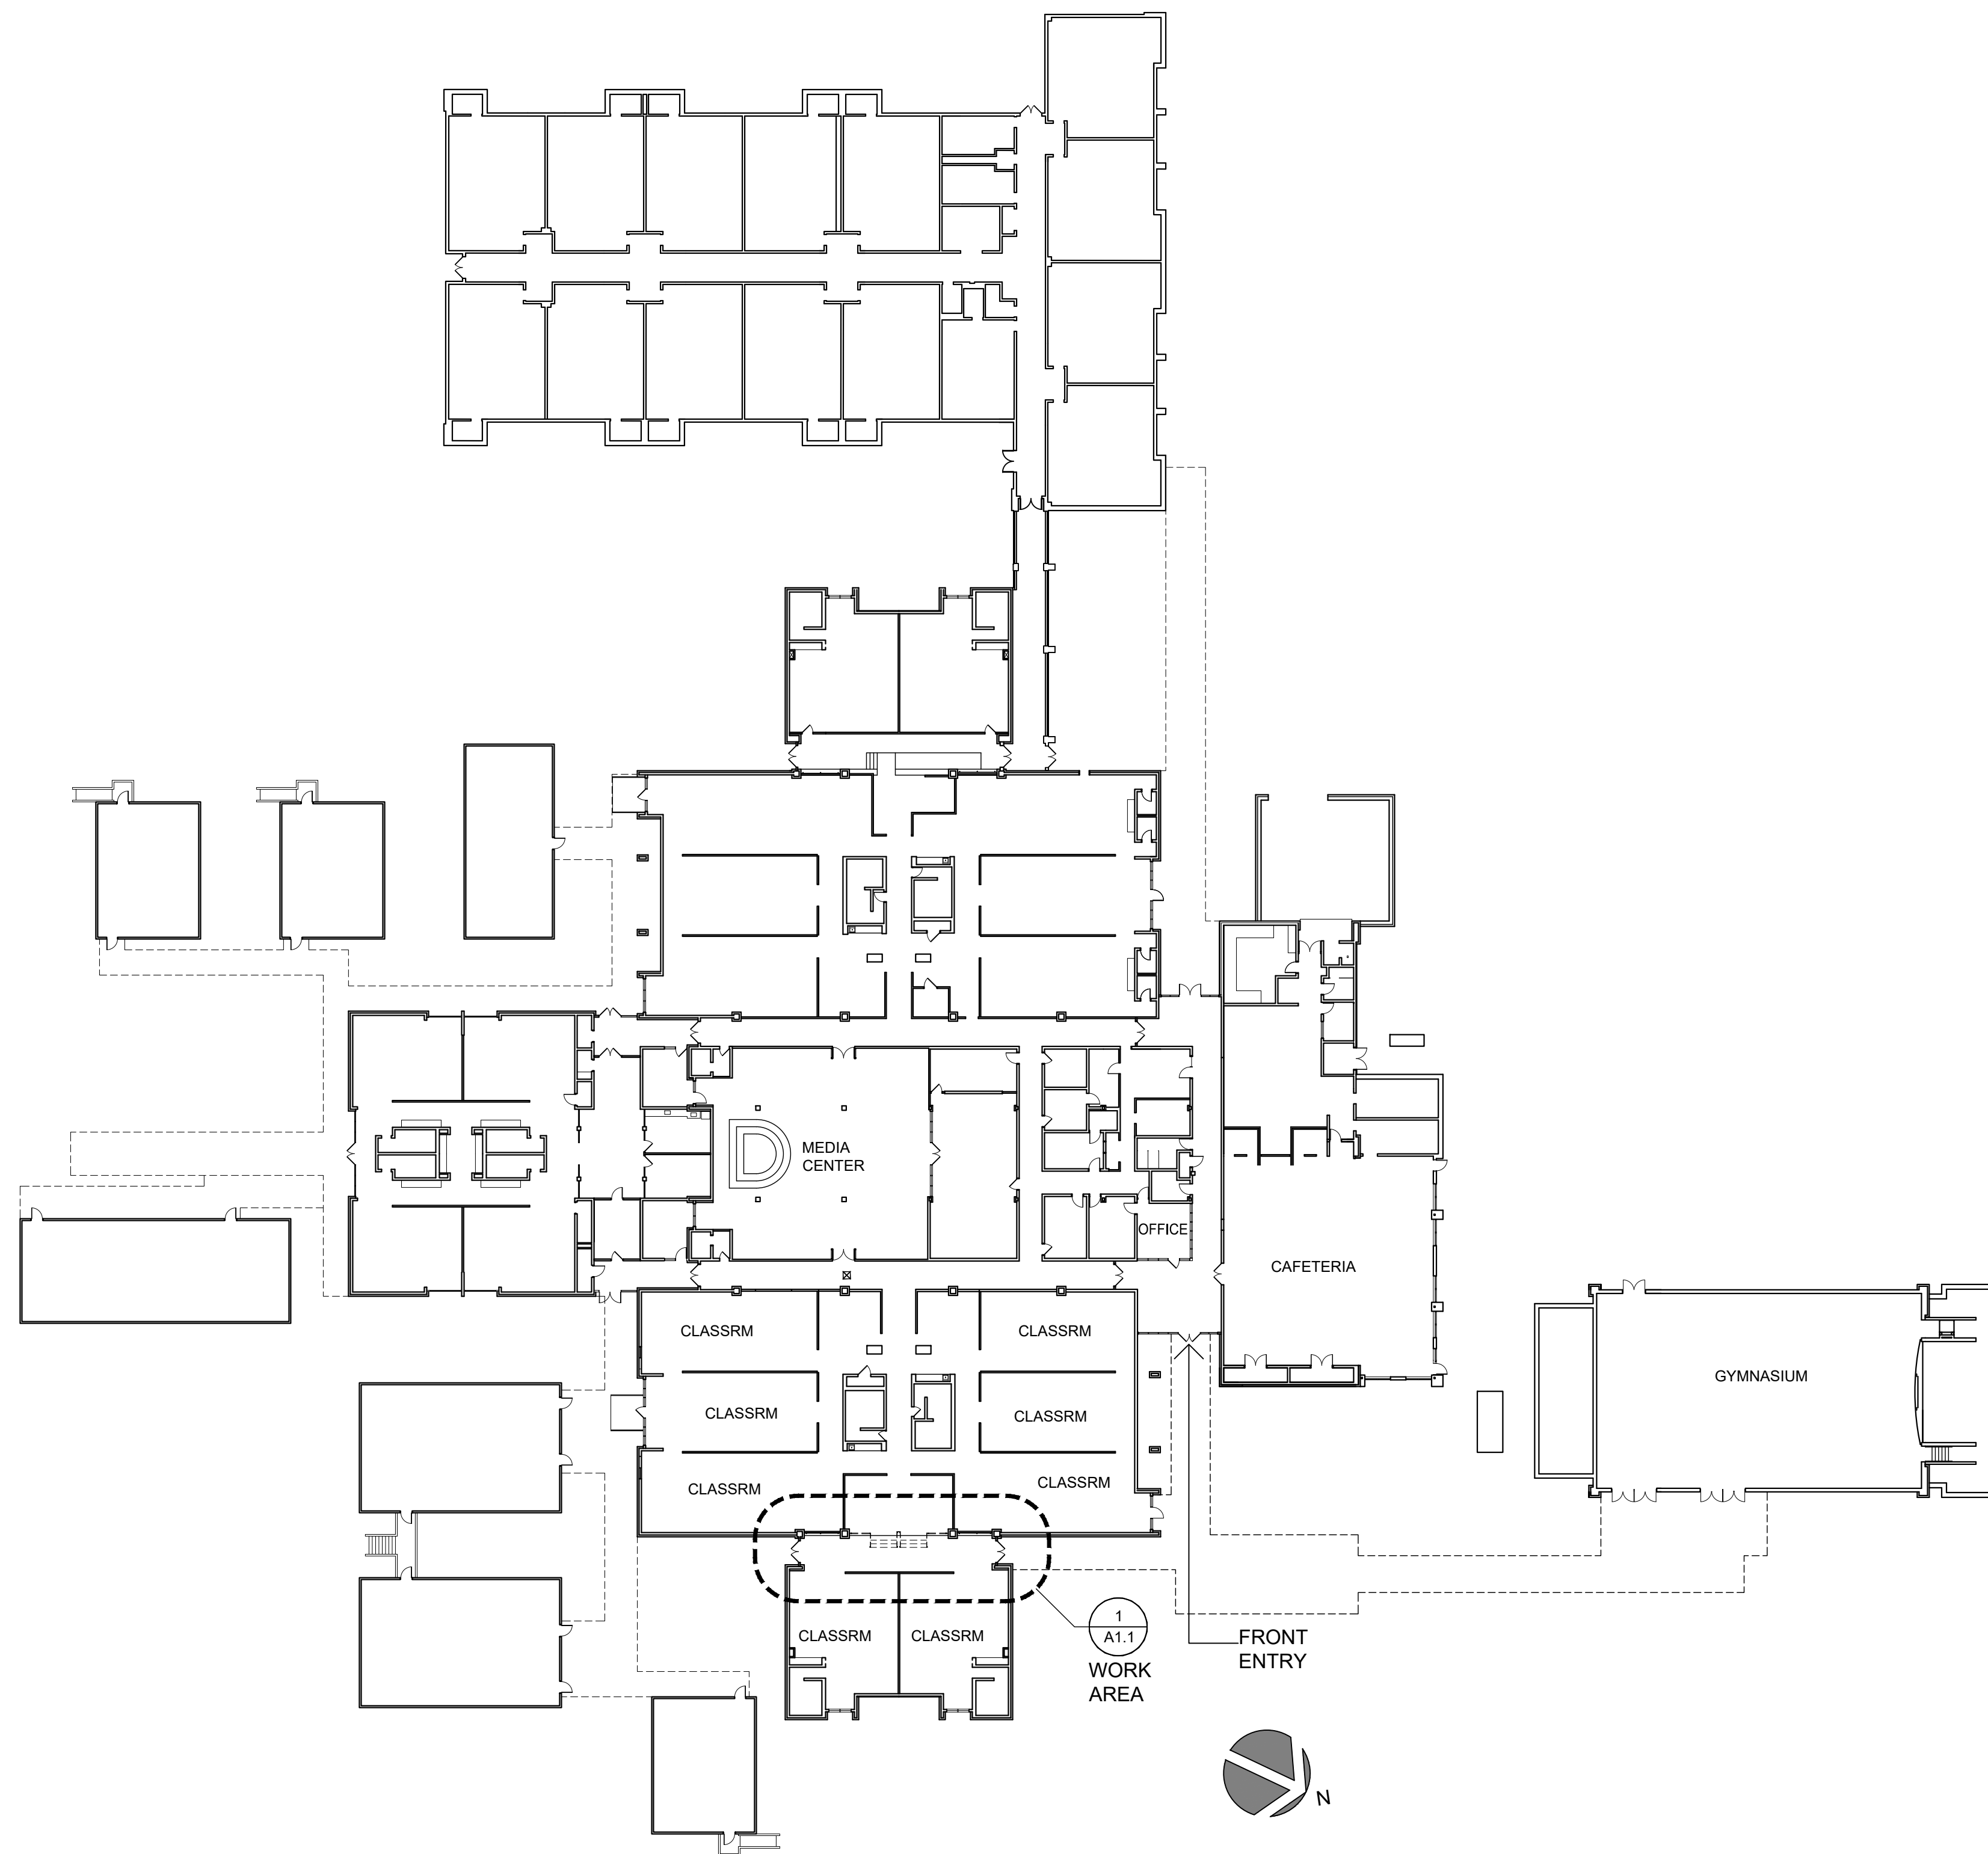 MEDIA
CENTER
OFFICE
CAFETERIA
CLASSRM
CLASSRM
GYMNASIUM
CLASSRM
CLASSRM
CLASSRM
CLASSRM
1
A1.1
WORK
AREA
FRONT
ENTRY
CLASSRM
CLASSRM
N